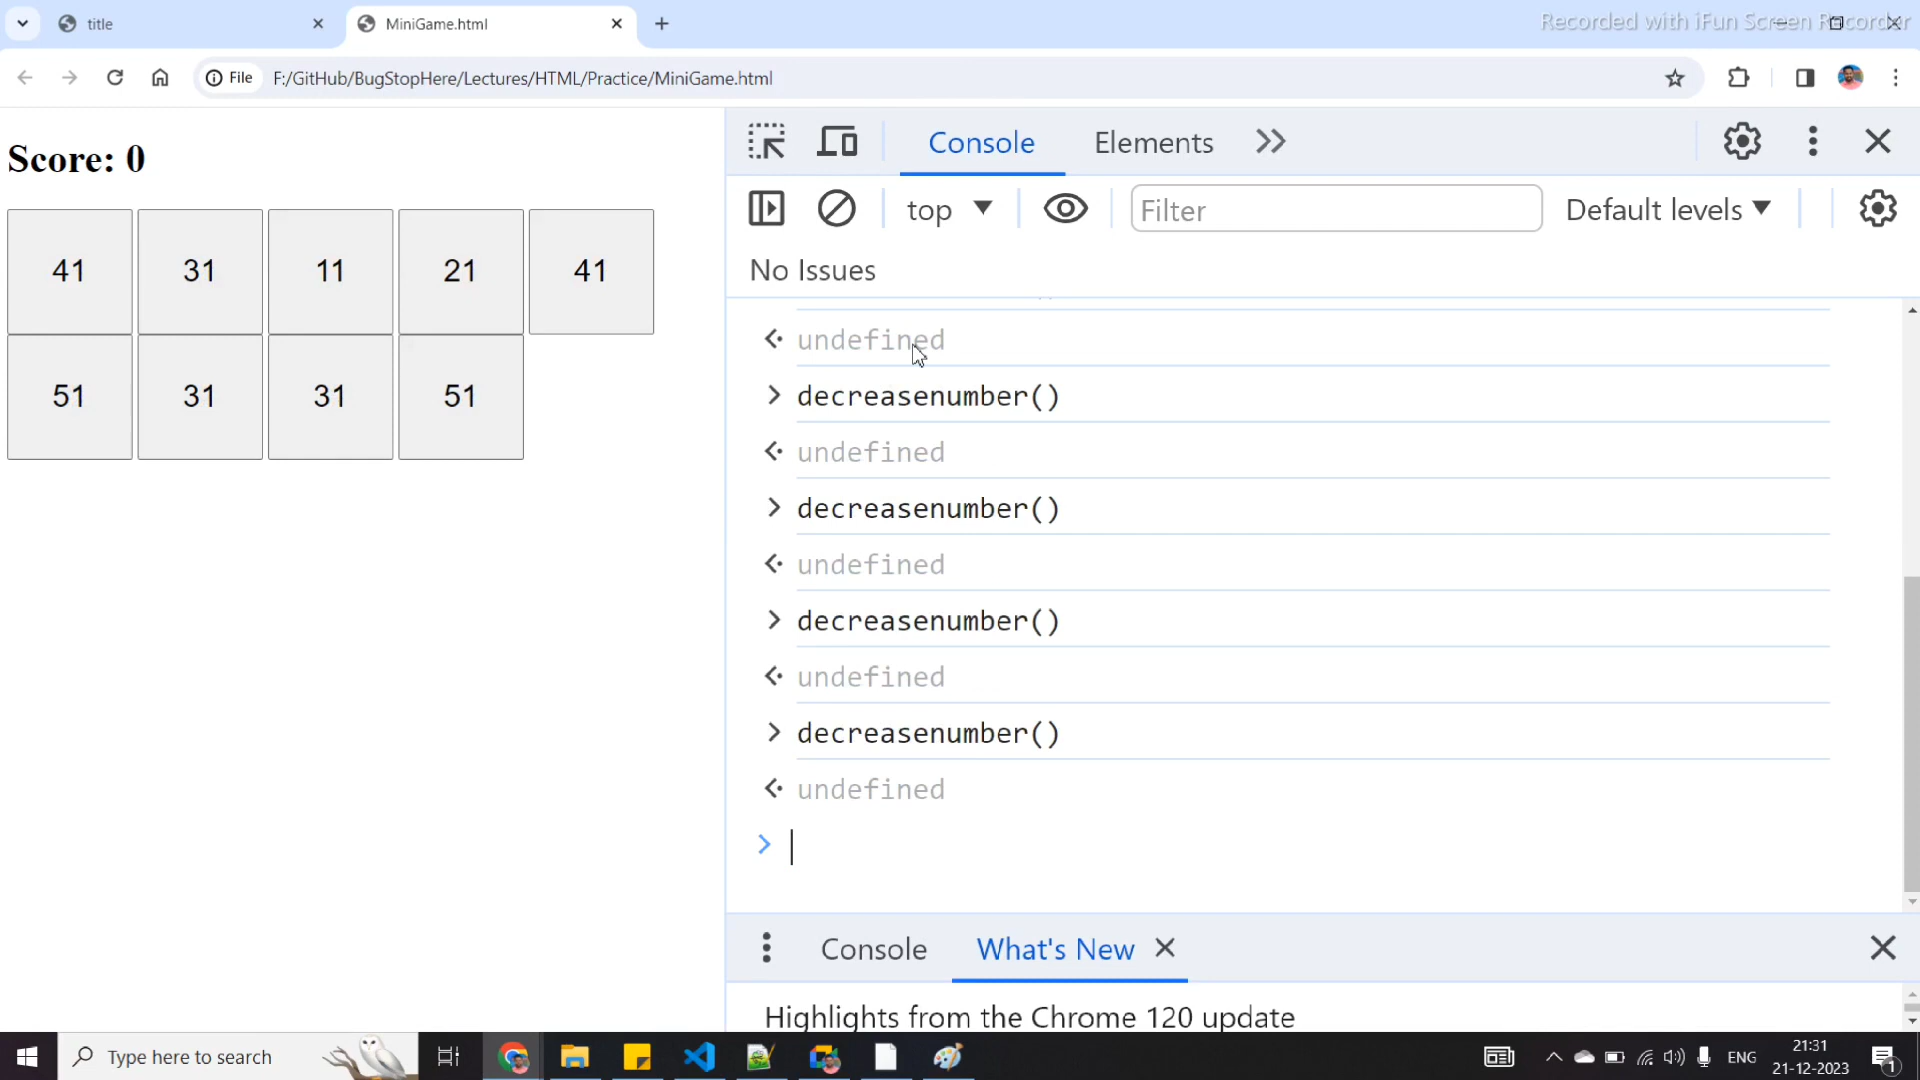 title
MiniGame.html
Recorded with iFun Screen Recorder
File
F:/GitHub/BugStopHere/Lectures/HTML/Practice/MiniGame.html
Score: 0
41 31 11 21 41
51 31 31 51
Console Elements
top Filter Default levels
No Issues
undefined
decreasenumber()
undefined
decreasenumber()
undefined
decreasenumber()
undefined
decreasenumber()
undefined
Console What's New
Highlights from the Chrome 120 update
Type here to search
ENG
21:31
21-12-2023
1